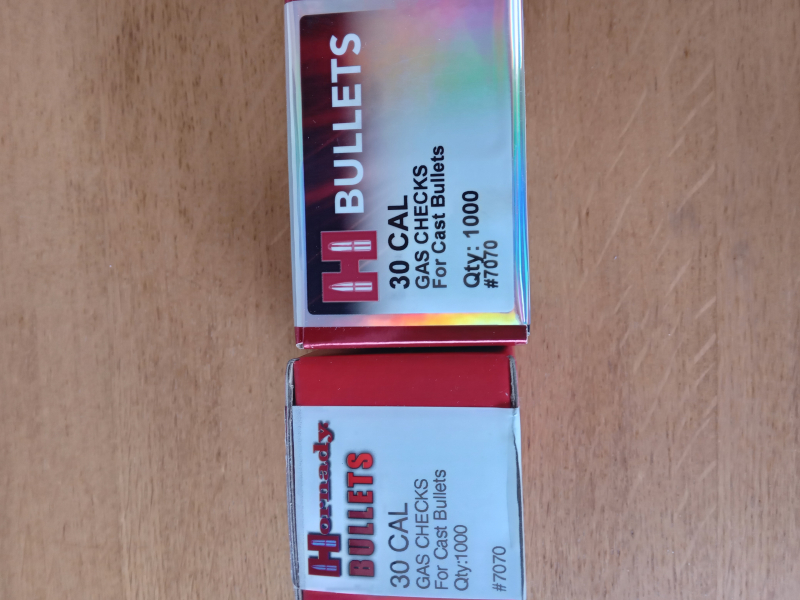 H BULLETS
30 CAL
GAS CHECKS
For Cast Bullets
Qty: 1000
#7070
Hornady
BULLETS
30 CAL
GAS CHECKS
For Cast Bullets
Qty:1000
#7070